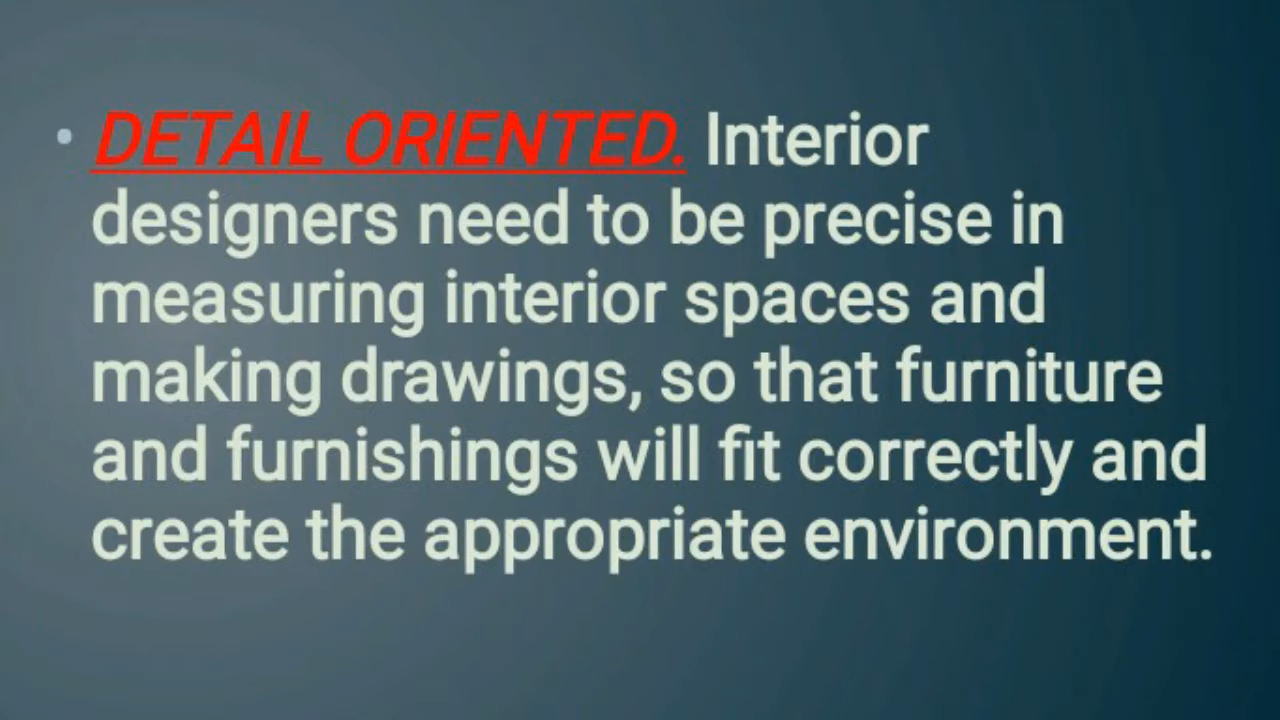 • DETAIL ORIENTED. Interior
designers need to be precise in
measuring interior spaces and
making drawings, so that furniture
and furnishings will fit correctly and
create the appropriate environment.